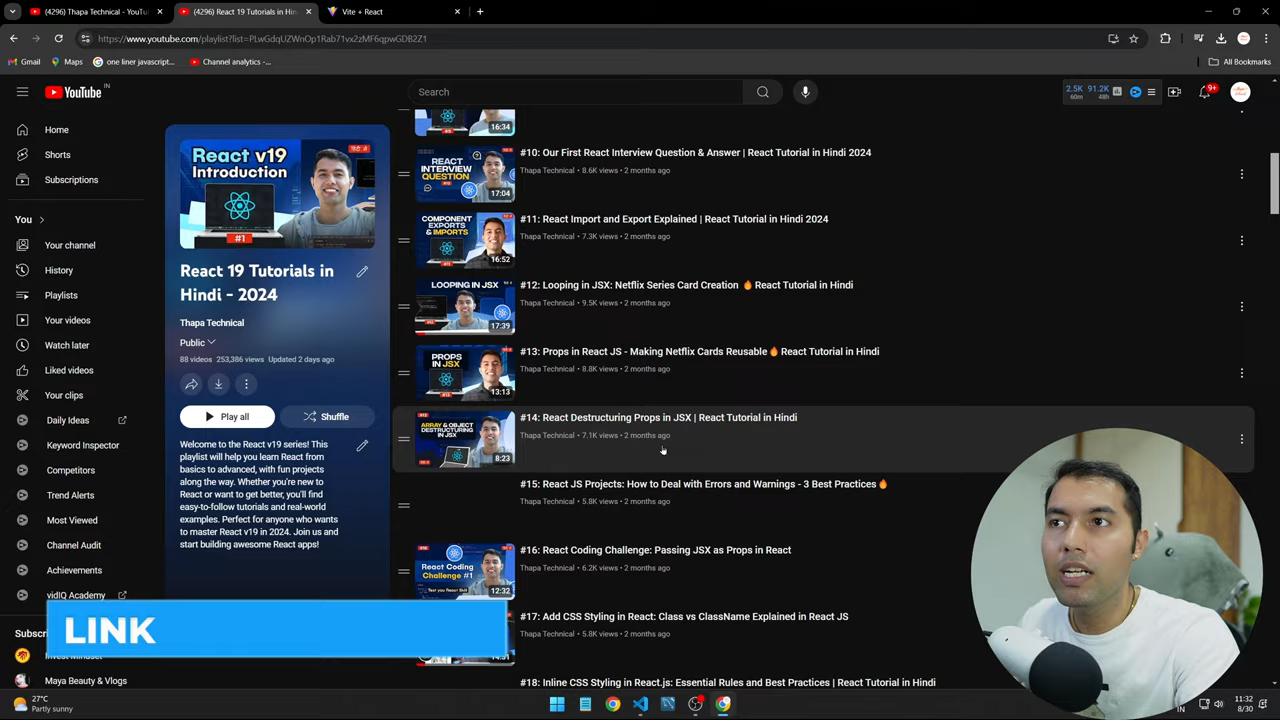 (4296) Thapa Technical - YouTu
(4296) React 19 Tutorials in Hin
Vite + React
https://www.youtube.com/playlist?list=PLwGdqUZWnOp1Rab71vx2zMF6qpwGDB2Z1
Gmail
Maps
one liner javascript...
Channel analytics -...
All Bookmarks
YouTube
IN
Search
2.5K
60m
91.2K
48h
9+
Home
Shorts
Subscriptions
You
Your channel
History
Playlists
Your videos
Watch later
Liked videos
Your clips
Daily Ideas
Keyword Inspector
Competitors
Trend Alerts
Most Viewed
Channel Audit
Achievements
vidIQ Academy
Subscr
Maya Beauty & Vlogs
React v19
Introduction
#1
React 19 Tutorials in
Hindi - 2024
Thapa Technical
Public
88 videos 253,386 views Updated 2 days ago
Play all
Shuffle
Welcome to the React v19 series! This
playlist will help you learn React from
basics to advanced, with fun projects
along the way. Whether you're new to
React or want to get better, you'll find
easy-to-follow tutorials and real-world
examples. Perfect for anyone who wants
to master React v19 in 2024. Join us and
start building awesome React apps!
LINK
16:34
REACT
INTERVIEW
QUESTION
17:04
#10: Our First React Interview Question & Answer | React Tutorial in Hindi 2024
Thapa Technical • 8.6K views • 2 months ago
COMPONENT
EXPORTS &
IMPORTS
16:52
#11: React Import and Export Explained | React Tutorial in Hindi 2024
Thapa Technical • 7.3K views • 2 months ago
LOOPING IN JSX
17:39
#12: Looping in JSX: Netflix Series Card Creation 🔥React Tutorial in Hindi
Thapa Technical • 9.5K views • 2 months ago
PROPS
IN JSX
13:13
#13: Props in React JS - Making Netflix Cards Reusable🔥React Tutorial in Hindi
Thapa Technical • 8.8K views • 2 months ago
ARRAY & OBJECT
DESTRUCTURING
IN JSX
8:23
#14: React Destructuring Props in JSX | React Tutorial in Hindi
Thapa Technical • 7.1K views • 2 months ago
#15: React JS Projects: How to Deal with Errors and Warnings - 3 Best Practices🔥
Thapa Technical • 5.8K views • 2 months ago
React Coding
Challenge #1
12:32
#16: React Coding Challenge: Passing JSX as Props in React
Thapa Technical • 6.2K views • 2 months ago
#17: Add CSS Styling in React: Class vs ClassName Explained in React JS
Thapa Technical • 5.8K views • 2 months ago
#18: Inline CSS Styling in React.js: Essential Rules and Best Practices | React Tutorial in Hindi
27°C
Partly sunny
11:32
8/30
IN